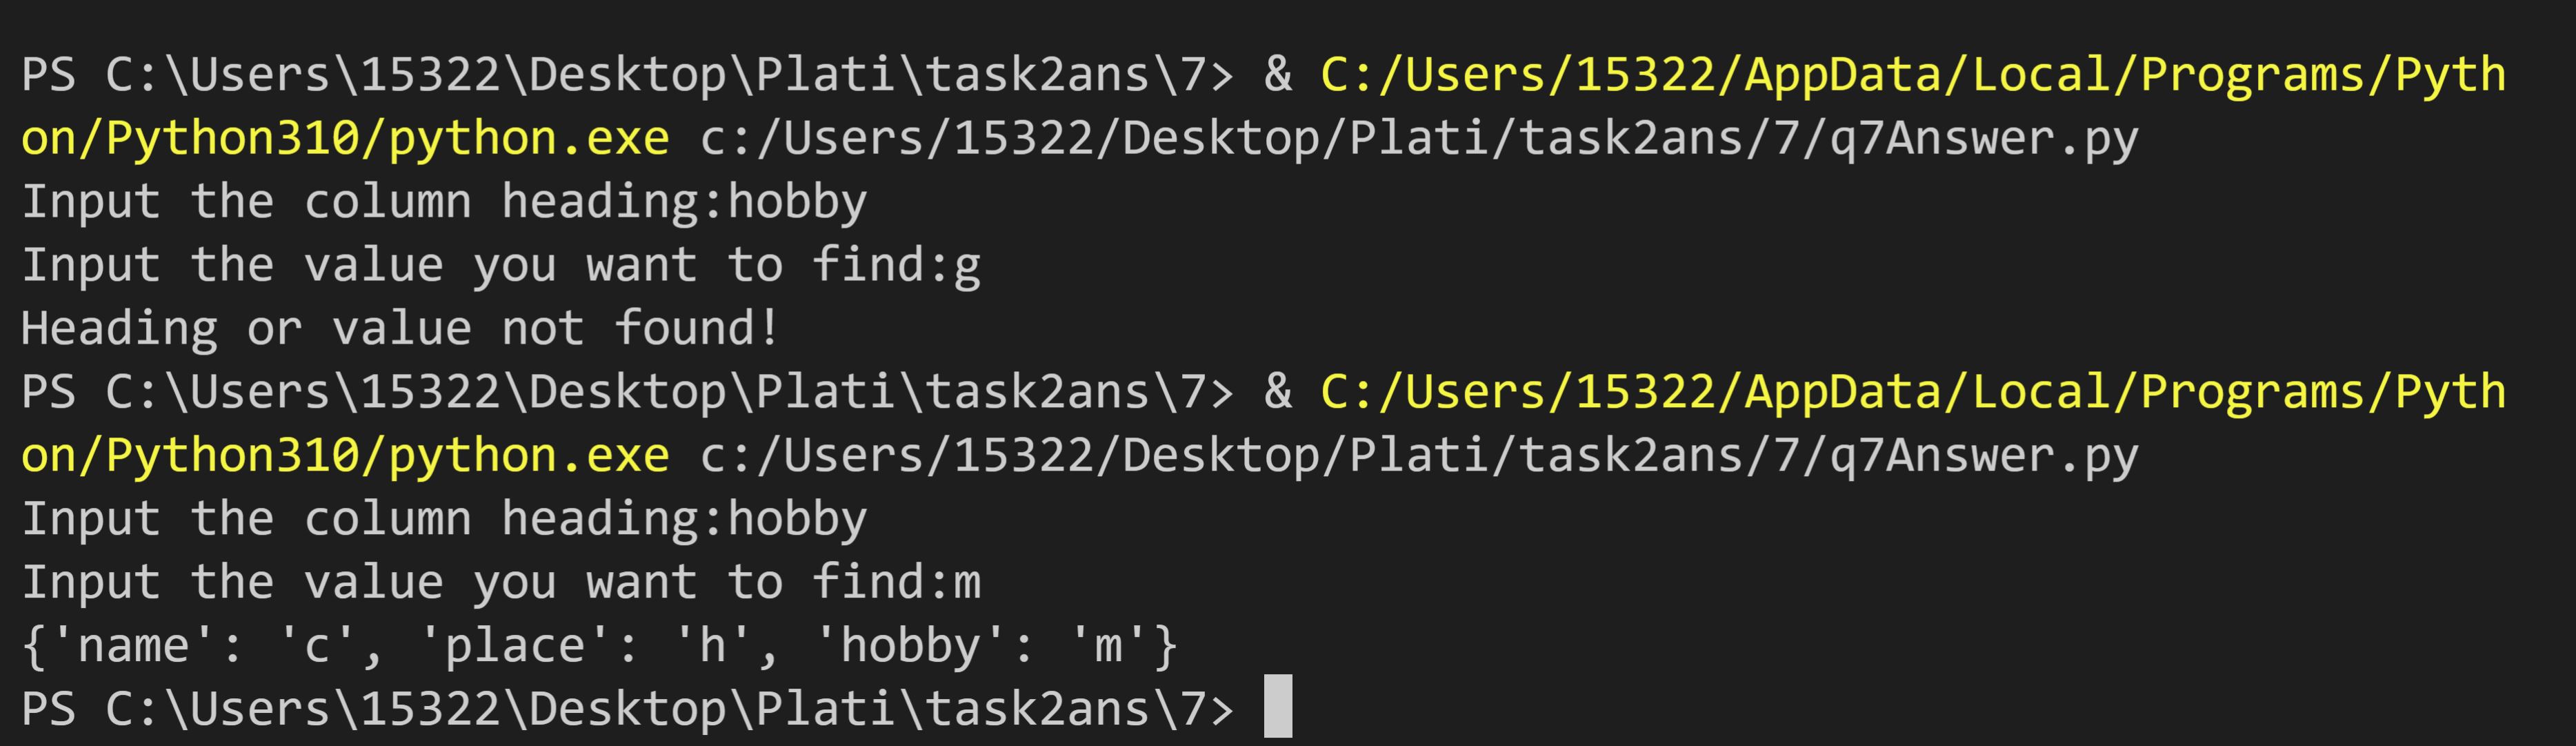 PS C:\Users\15322\Desktop\Plati\task2ans\7> & C:/Users/15322/AppData/Local/Programs/Pyth
on/Python310/python.exe c:/Users/15322/Desktop/Plati/task2ans/7/q7Answer.py
Input the column heading:hobby
Input the value you want to find:g
Heading or value not found!
PS C:\Users\15322\Desktop\Plati\task2ans\7> & C:/Users/15322/AppData/Local/Programs/Pyth
on/Python310/python.exe c:/Users/15322/Desktop/Plati/task2ans/7/q7Answer.py
Input the column heading:hobby
Input the value you want to find:m
{'name': 'c', 'place': 'h', 'hobby': 'm'}
PS C:\Users\15322\Desktop\Plati\task2ans\7>